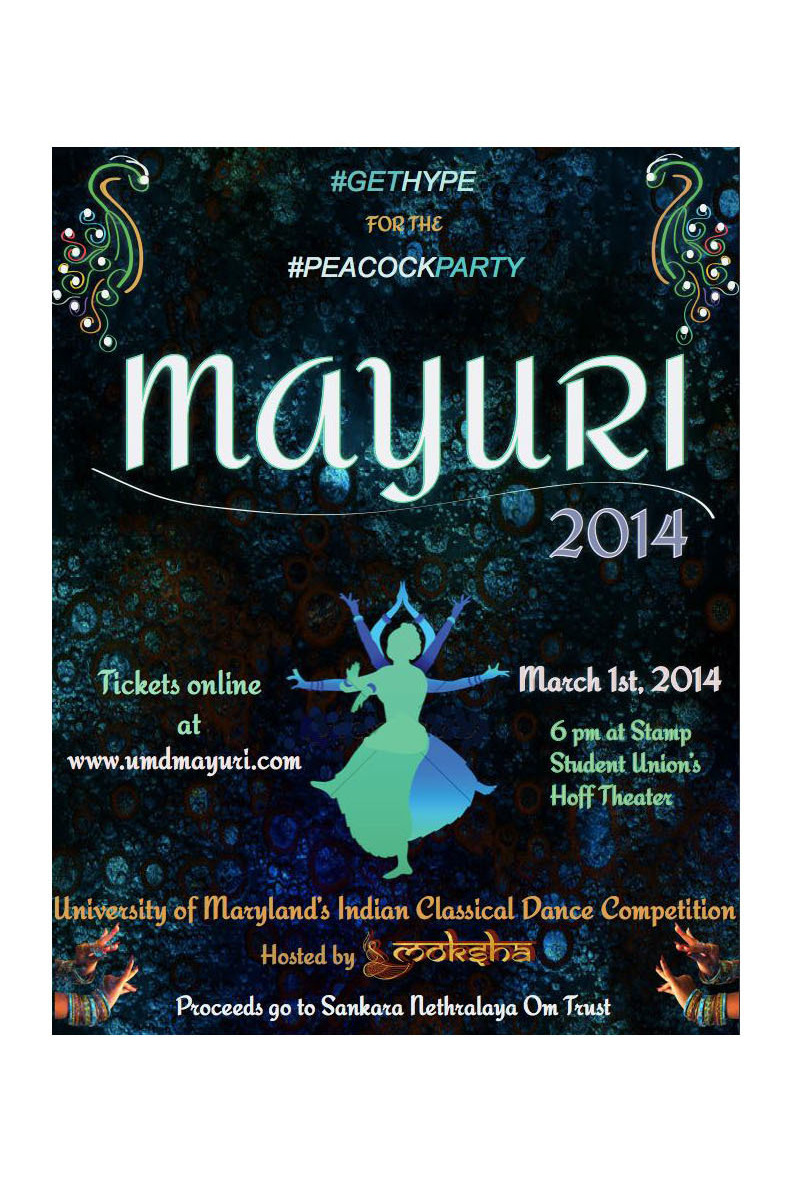 #GETHYPE
FOR THE
#PEACOCKPARTY
MAYURI
2014
Tickets online
at
www.umdmayuri.com
March 1st, 2014
6 pm at Stamp
Student Union's
Hoff Theater
University of Maryland's Indian Classical Dance Competition
Hosted by moksha
Proceeds go to Sankara Nethralaya Om Trust